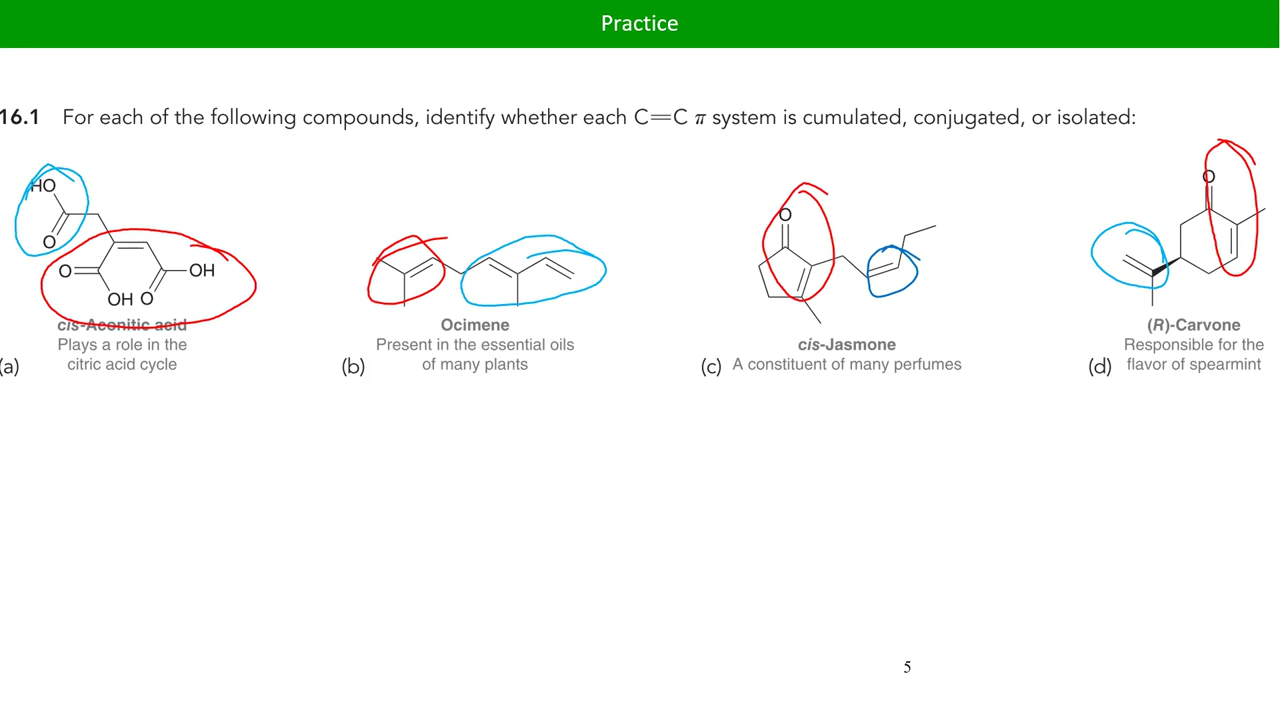 Practice
16.1 For each of the following compounds, identify whether each C=C π system is cumulated, conjugated, or isolated:
HO
O
O
OH
OH O
cis-Aconitic acid
Plays a role in the
citric acid cycle
(a)
Ocimene
Present in the essential oils
of many plants
(b)
O
cis-Jasmone
A constituent of many perfumes
(c)
O
(R)-Carvone
Responsible for the
flavor of spearmint
(d)
5